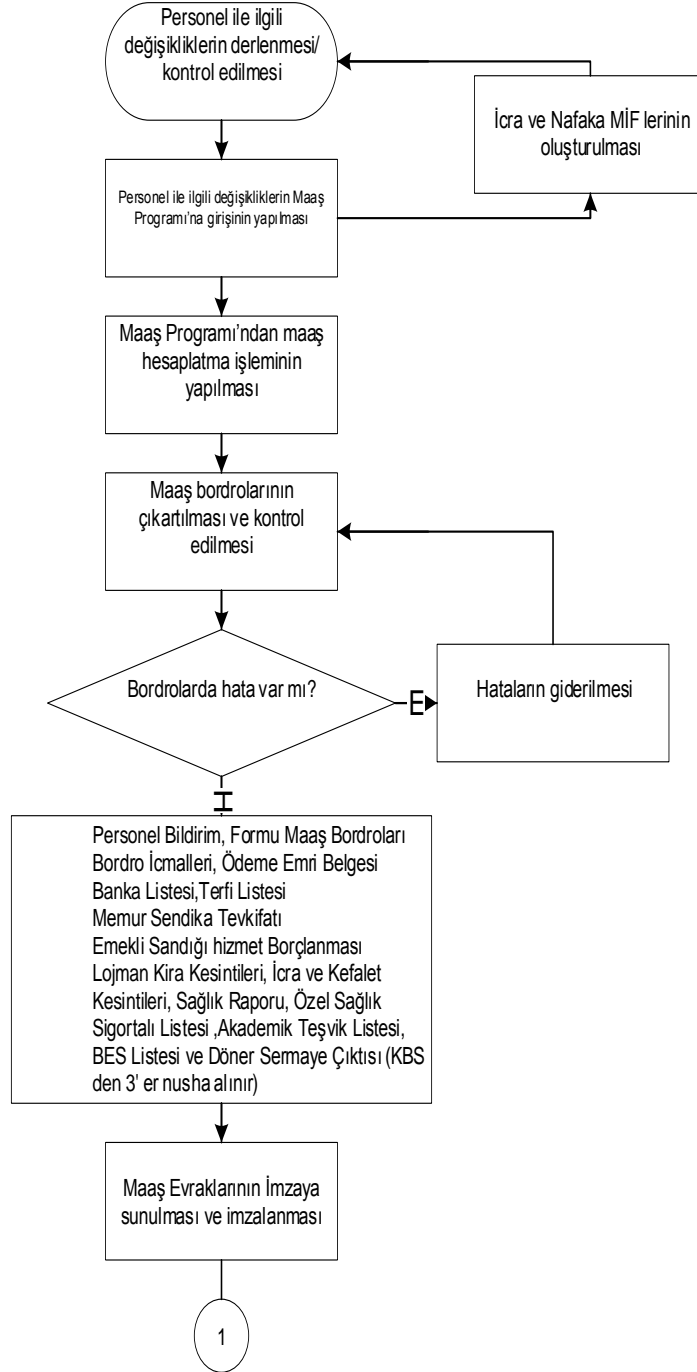 Personel ile ilgili
değişikliklerin derlenmesi/
kontrol edilmesi
İcra ve Nafaka MİF lerinin
oluşturulması
Personel ile ilgili değişikliklerin Maaş
Programı'na girişinin yapılması
Maaş Programı'ndan maaş
hesaplatma işleminin
yapılması
Maaş bordrolarının
çıkartılması ve kontrol
edilmesi
Bordrolarda hata var mı?
E
Hataların giderilmesi
H
Personel Bildirim, Formu Maaş Bordroları
Bordro İcmalleri, Ödeme Emri Belgesi
Banka Listesi,Terfi Listesi
Memur Sendika Tevkifatı
Emekli Sandığı hizmet Borçlanması
Lojman Kira Kesintileri, İcra ve Kefalet
Kesintileri, Sağlık Raporu, Özel Sağlık
Sigortalı Listesi ,Akademik Teşvik Listesi,
BES Listesi ve Döner Sermaye Çıktısı (KBS
den 3' er nusha alınır)
Maaş Evraklarının İmzaya
sunulması ve imzalanması
1